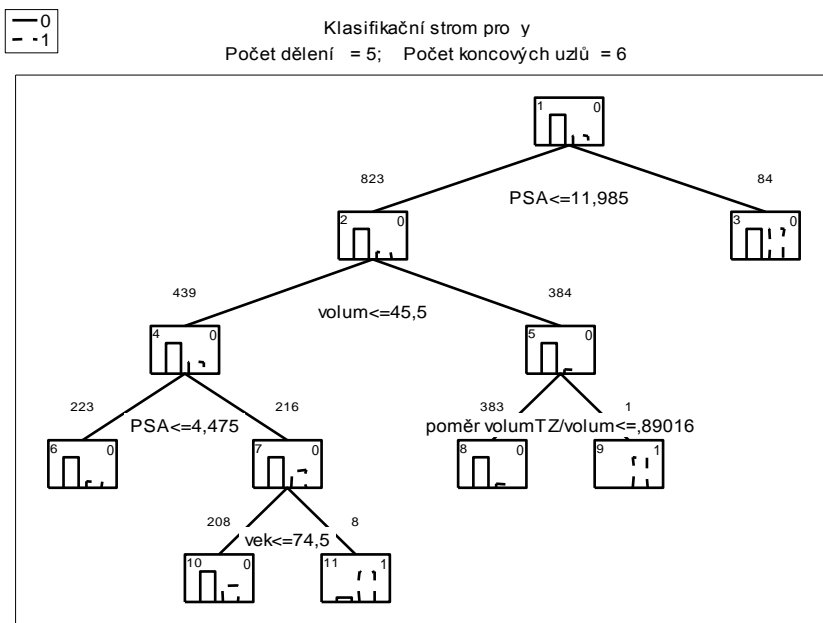 0
1
Klasifikační strom pro y
Počet dělení = 5; Počet koncových uzlů = 6
1 0
823 84
PSA<=11,985
2 0 3 0
439 384
volum<=45,5
4 0 5 0
223 216 383 1
PSA<=4,475 poměr volumTZ/volum<=,89016
6 0 7 0 8 0 9 1
208 8
vek<=74,5
10 0 11 1